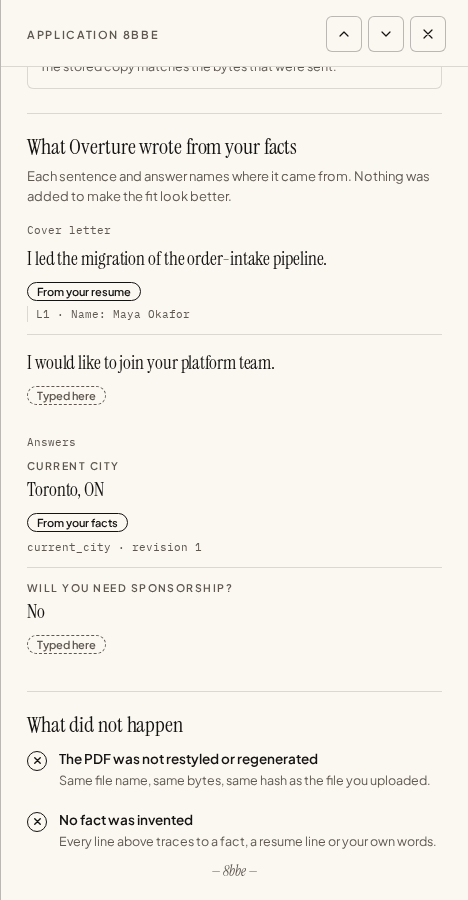 APPLICATION 8BBE
The stored copy matches the bytes that were sent.
What Overture wrote from your facts
Each sentence and answer names where it came from. Nothing was
added to make the fit look better.
Cover letter
I led the migration of the order-intake pipeline.
From your resume
L1 · Name: Maya Okafor
I would like to join your platform team.
Typed here
Answers
CURRENT CITY
Toronto, ON
From your facts
current_city · revision 1
WILL YOU NEED SPONSORSHIP?
No
Typed here
What did not happen
The PDF was not restyled or regenerated
Same file name, same bytes, same hash as the file you uploaded.
No fact was invented
Every line above traces to a fact, a resume line or your own words.
— 8bbe —